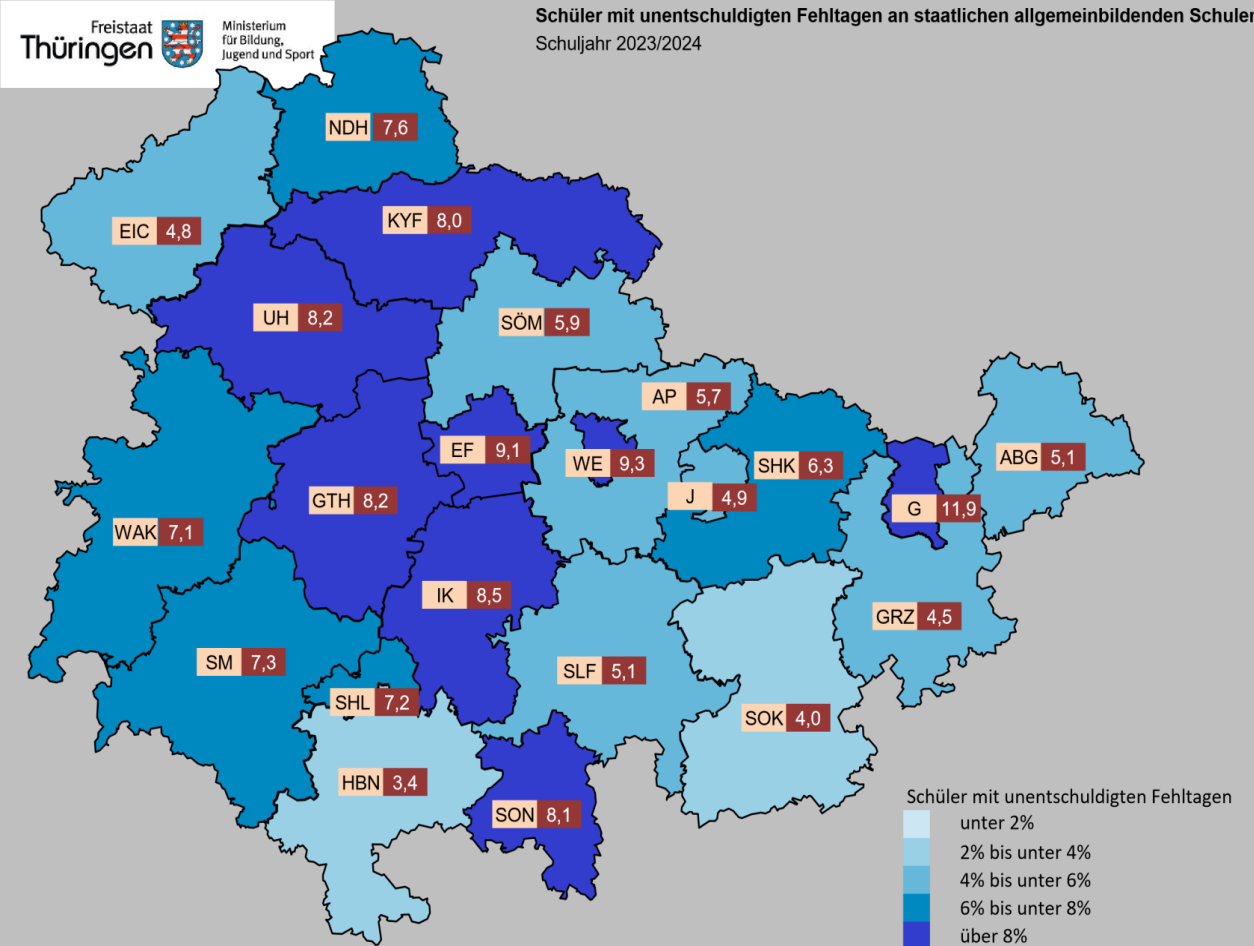 Freistaat
Thüringen
Ministerium
für Bildung,
Jugend und Sport
Schüler mit unentschuldigten Fehltagen an staatlichen allgemeinbildenden Schulen
Schuljahr 2023/2024
NDH 7,6
KYF 8,0
EIC 4,8
UH 8,2
SÖM 5,9
AP 5,7
EF 9,1
WE 9,3
SHK 6,3
ABG 5,1
GTH 8,2
J 4,9
G 11,9
WAK 7,1
IK 8,5
GRZ 4,5
SM 7,3
SLF 5,1
SHL 7,2
SOK 4,0
HBN 3,4
SON 8,1
Schüler mit unentschuldigten Fehltagen
unter 2%
2% bis unter 4%
4% bis unter 6%
6% bis unter 8%
über 8%